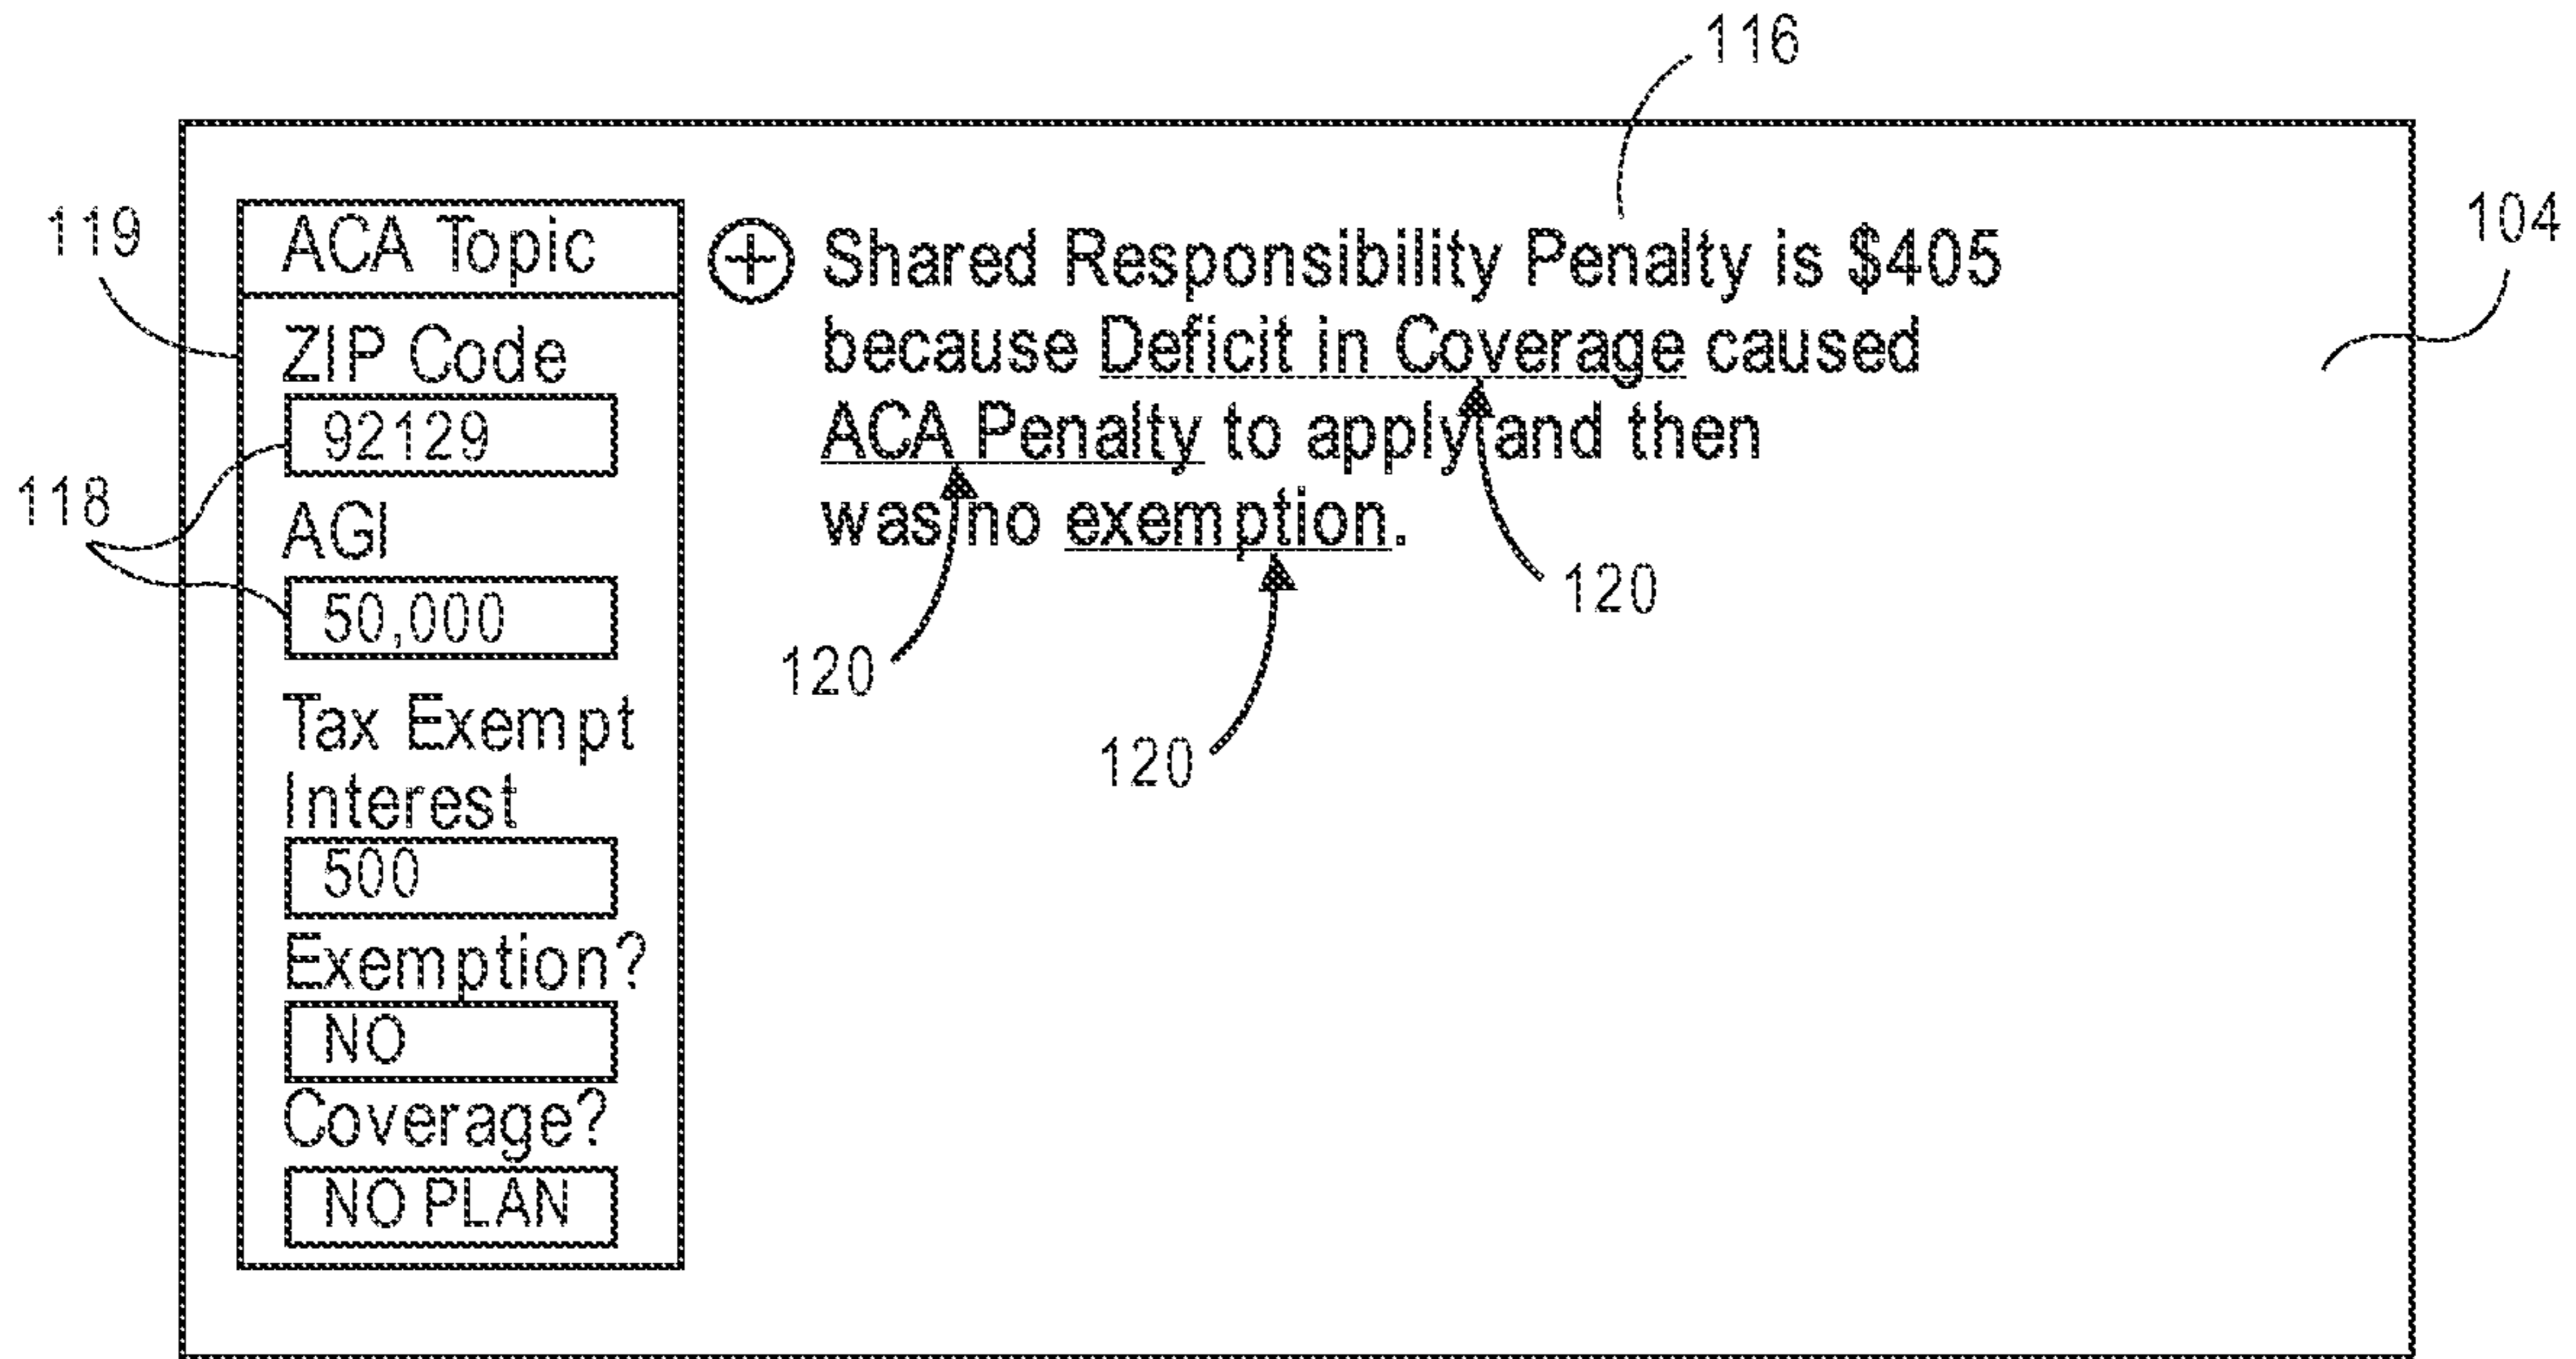 116
119
104
118
ACA Topic
ZIP Code
92129
AGI
50,000
Tax Exempt
Interest
500
Exemption?
NO
Coverage?
NO PLAN
Shared Responsibility Penalty is $405
because Deficit in Coverage caused
ACA Penalty to apply and then
was no exemption.
120
120
120